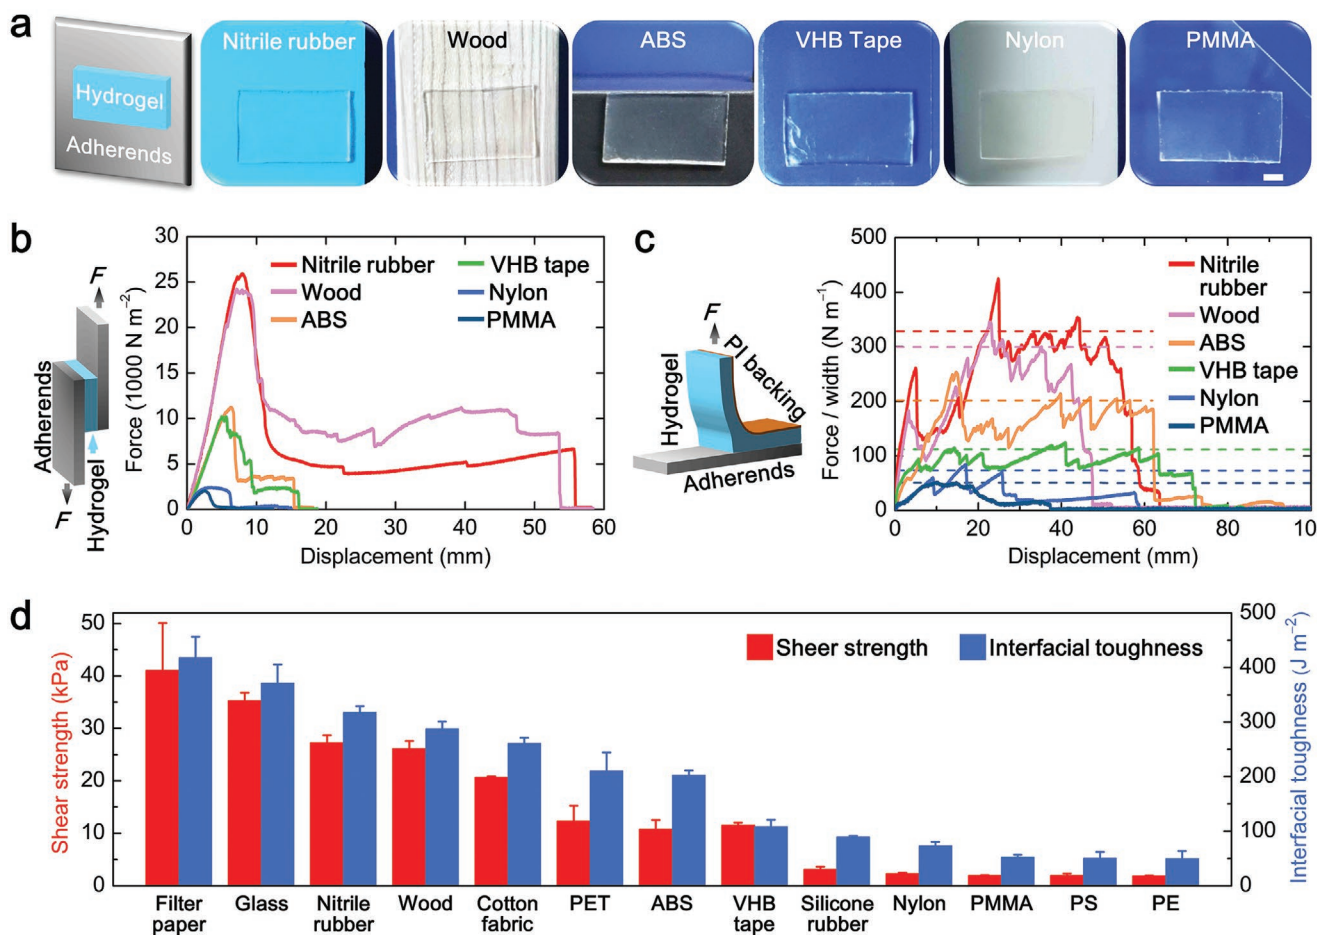 a
Hydrogel
Adherends
Nitrile rubber
Wood
ABS
VHB Tape
Nylon
PMMA
b
F
Adherends
Hydrogel
F
Force (1000 N m⁻²)
30
25
20
15
10
5
0
0 10 20 30 40 50 60
Displacement (mm)
Nitrile rubber
Wood
ABS
VHB tape
Nylon
PMMA
c
F
Hydrogel
PI backing
Adherends
Force / width (N m⁻¹)
500
400
300
200
100
0
0 20 40 60 80 100
Displacement (mm)
Nitrile
rubber
Wood
ABS
VHB tape
Nylon
PMMA
d
Shear strength (kPa)
50
40
30
20
10
0
Sheer strength
Interfacial toughness
500
400
300
200
100
0
Interfacial toughness (J m⁻²)
Filter
paper
Glass
Nitrile
rubber
Wood
Cotton
fabric
PET
ABS
VHB
tape
Silicone
rubber
Nylon
PMMA
PS
PE